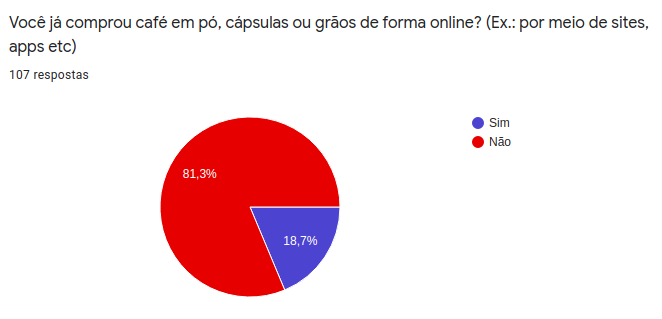 Você já comprou café em pó, cápsulas ou grãos de forma online? (Ex.: por meio de sites,
apps etc)
107 respostas
Sim
Não
81,3%
18,7%